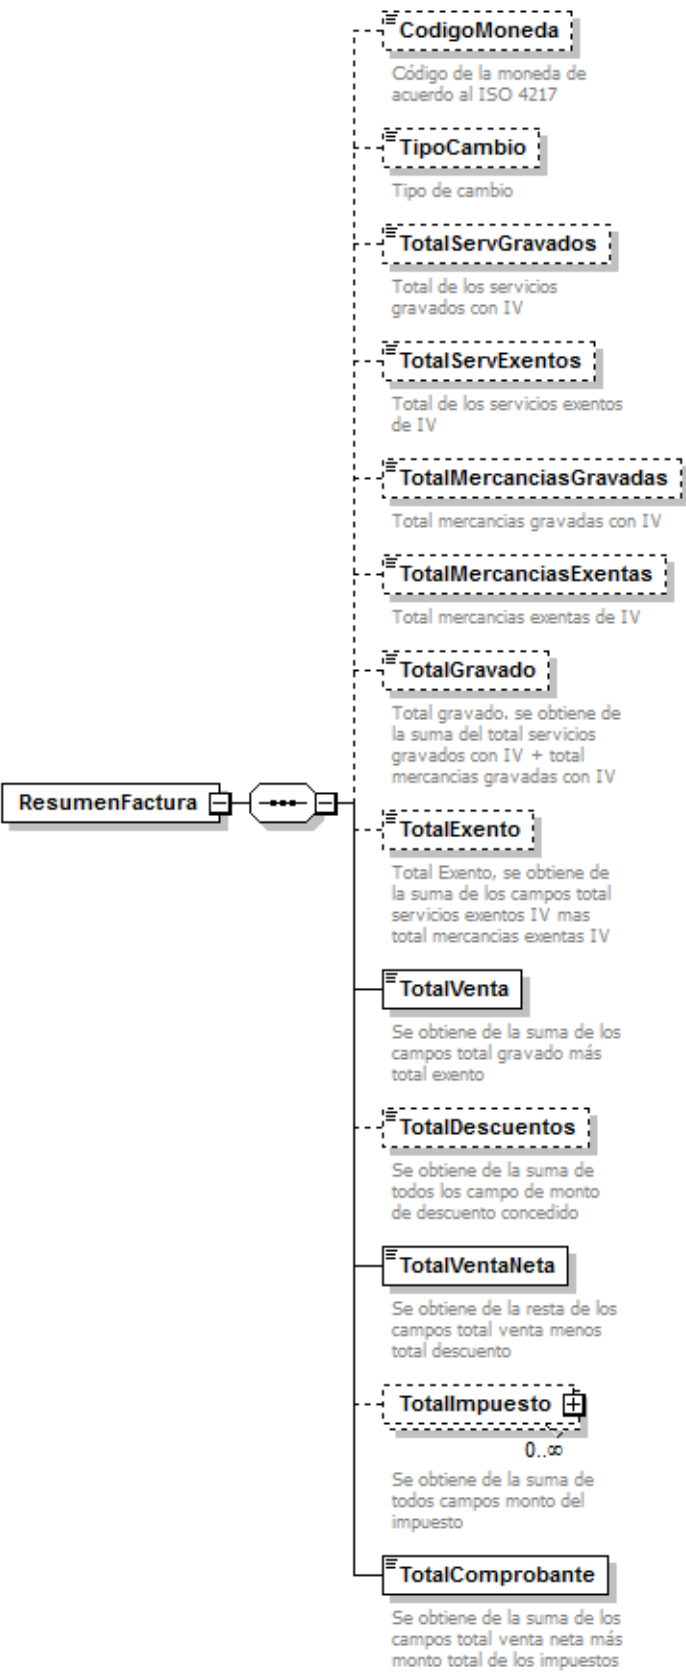 CodigoMoneda
Código de la moneda de
acuerdo al ISO 4217
TipoCambio
Tipo de cambio
TotalServGravados
Total de los servicios
gravados con IV
TotalServExentos
Total de los servicios exentos
de IV
TotalMercanciasGravadas
Total mercancias gravadas con IV
TotalMercanciasExentas
Total mercancias exentas de IV
TotalGravado
Total gravado, se obtiene de
la suma del total servicios
gravados con IV + total
mercancias gravadas con IV
ResumenFactura
TotalExento
Total Exento, se obtiene de
la suma de los campos total
servicios exentos IV mas
total mercancias exentas IV
TotalVenta
Se obtiene de la suma de los
campos total gravado más
total exento
TotalDescuentos
Se obtiene de la suma de
todos los campo de monto
de descuento concedido
TotalVentaNeta
Se obtiene de la resta de los
campos total venta menos
total descuento
TotalImpuesto
0..∞
Se obtiene de la suma de
todos campos monto del
impuesto
TotalComprobante
Se obtiene de la suma de los
campos total venta neta más
monto total de los impuestos